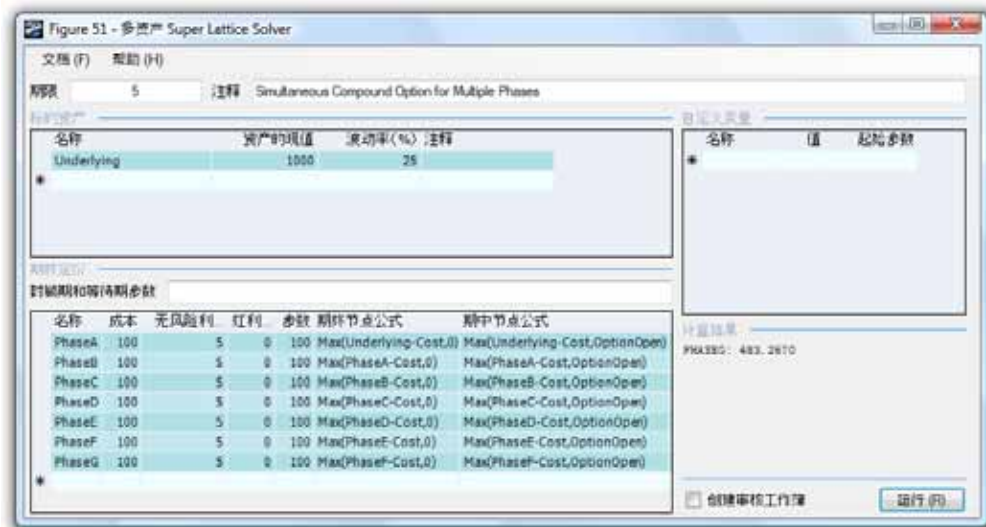 Figure 51 - 多资产 Super Lattice Solver
文档 (F) 帮助 (H)
期限 5 注释 Simultaneous Compound Option for Multiple Phases
标的资产
名称 资产的现值 波动率(%) 注释
Underlying 1000 25
*
自定义变量
名称 值 起始步数
*
期权定价
封锁期和等待期步数
名称 成本 无风险利... 红利... 步数 期终节点公式 期中节点公式
PhaseA 100 5 0 100 Max(Underlying-Cost,0) Max(Underlying-Cost,OptionOpen)
PhaseB 100 5 0 100 Max(PhaseA-Cost,0) Max(PhaseA-Cost,OptionOpen)
PhaseC 100 5 0 100 Max(PhaseB-Cost,0) Max(PhaseB-Cost,OptionOpen)
PhaseD 100 5 0 100 Max(PhaseC-Cost,0) Max(PhaseC-Cost,OptionOpen)
PhaseE 100 5 0 100 Max(PhaseD-Cost,0) Max(PhaseD-Cost,OptionOpen)
PhaseF 100 5 0 100 Max(PhaseE-Cost,0) Max(PhaseE-Cost,OptionOpen)
PhaseG 100 5 0 100 Max(PhaseF-Cost,0) Max(PhaseF-Cost,OptionOpen)
*
计算结果
PHASEG: 483.2670
创建审核工作簿
运行 (R)